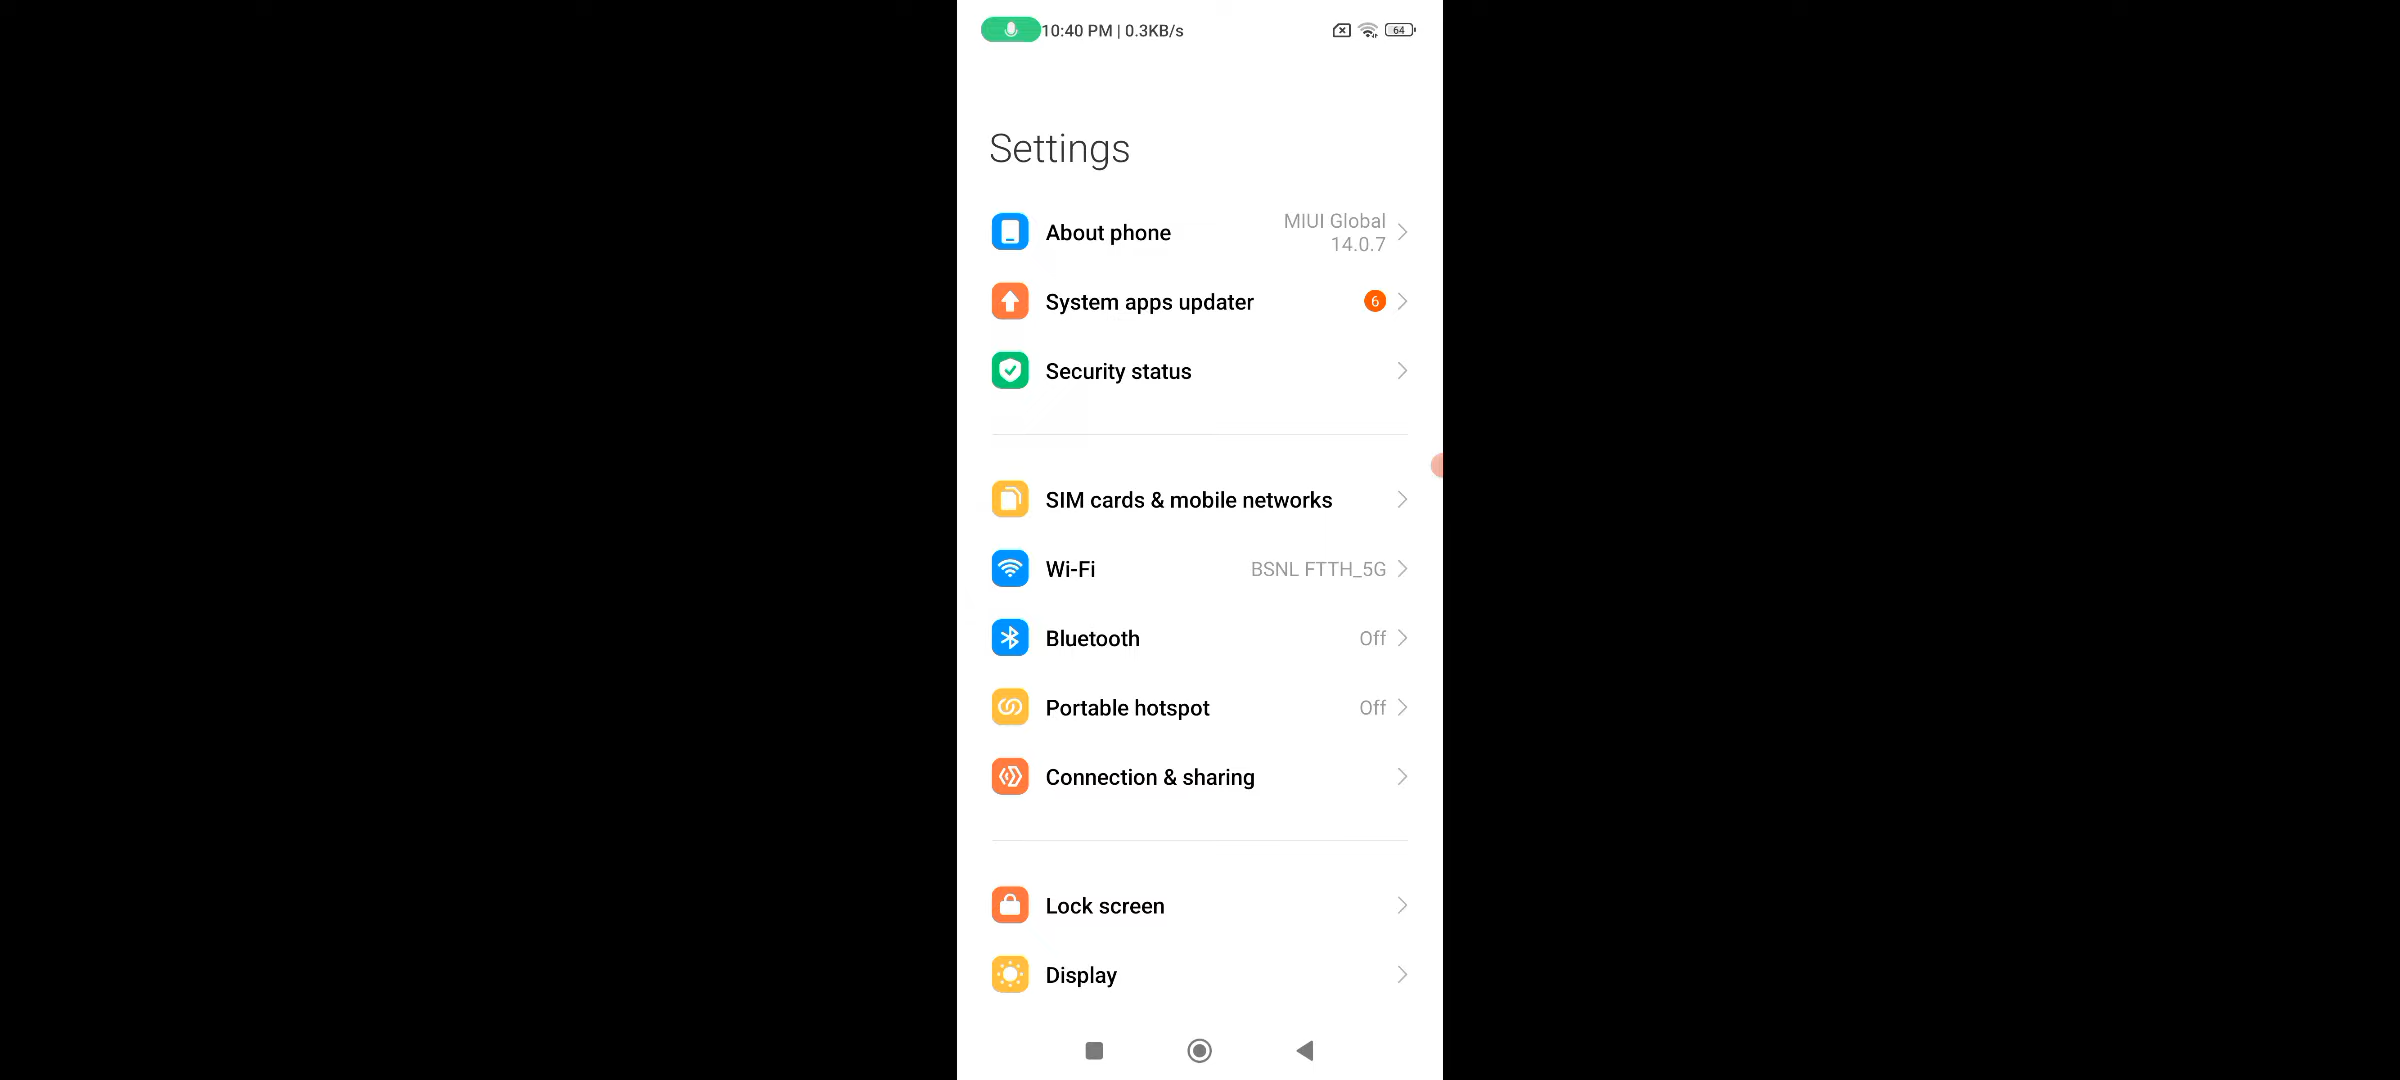 10:40 PM | 0.3KB/s 64
Settings
About phone MIUI Global 14.0.7
System apps updater 6
Security status
SIM cards & mobile networks
Wi-Fi BSNL FTTH_5G
Bluetooth Off
Portable hotspot Off
Connection & sharing
Lock screen
Display